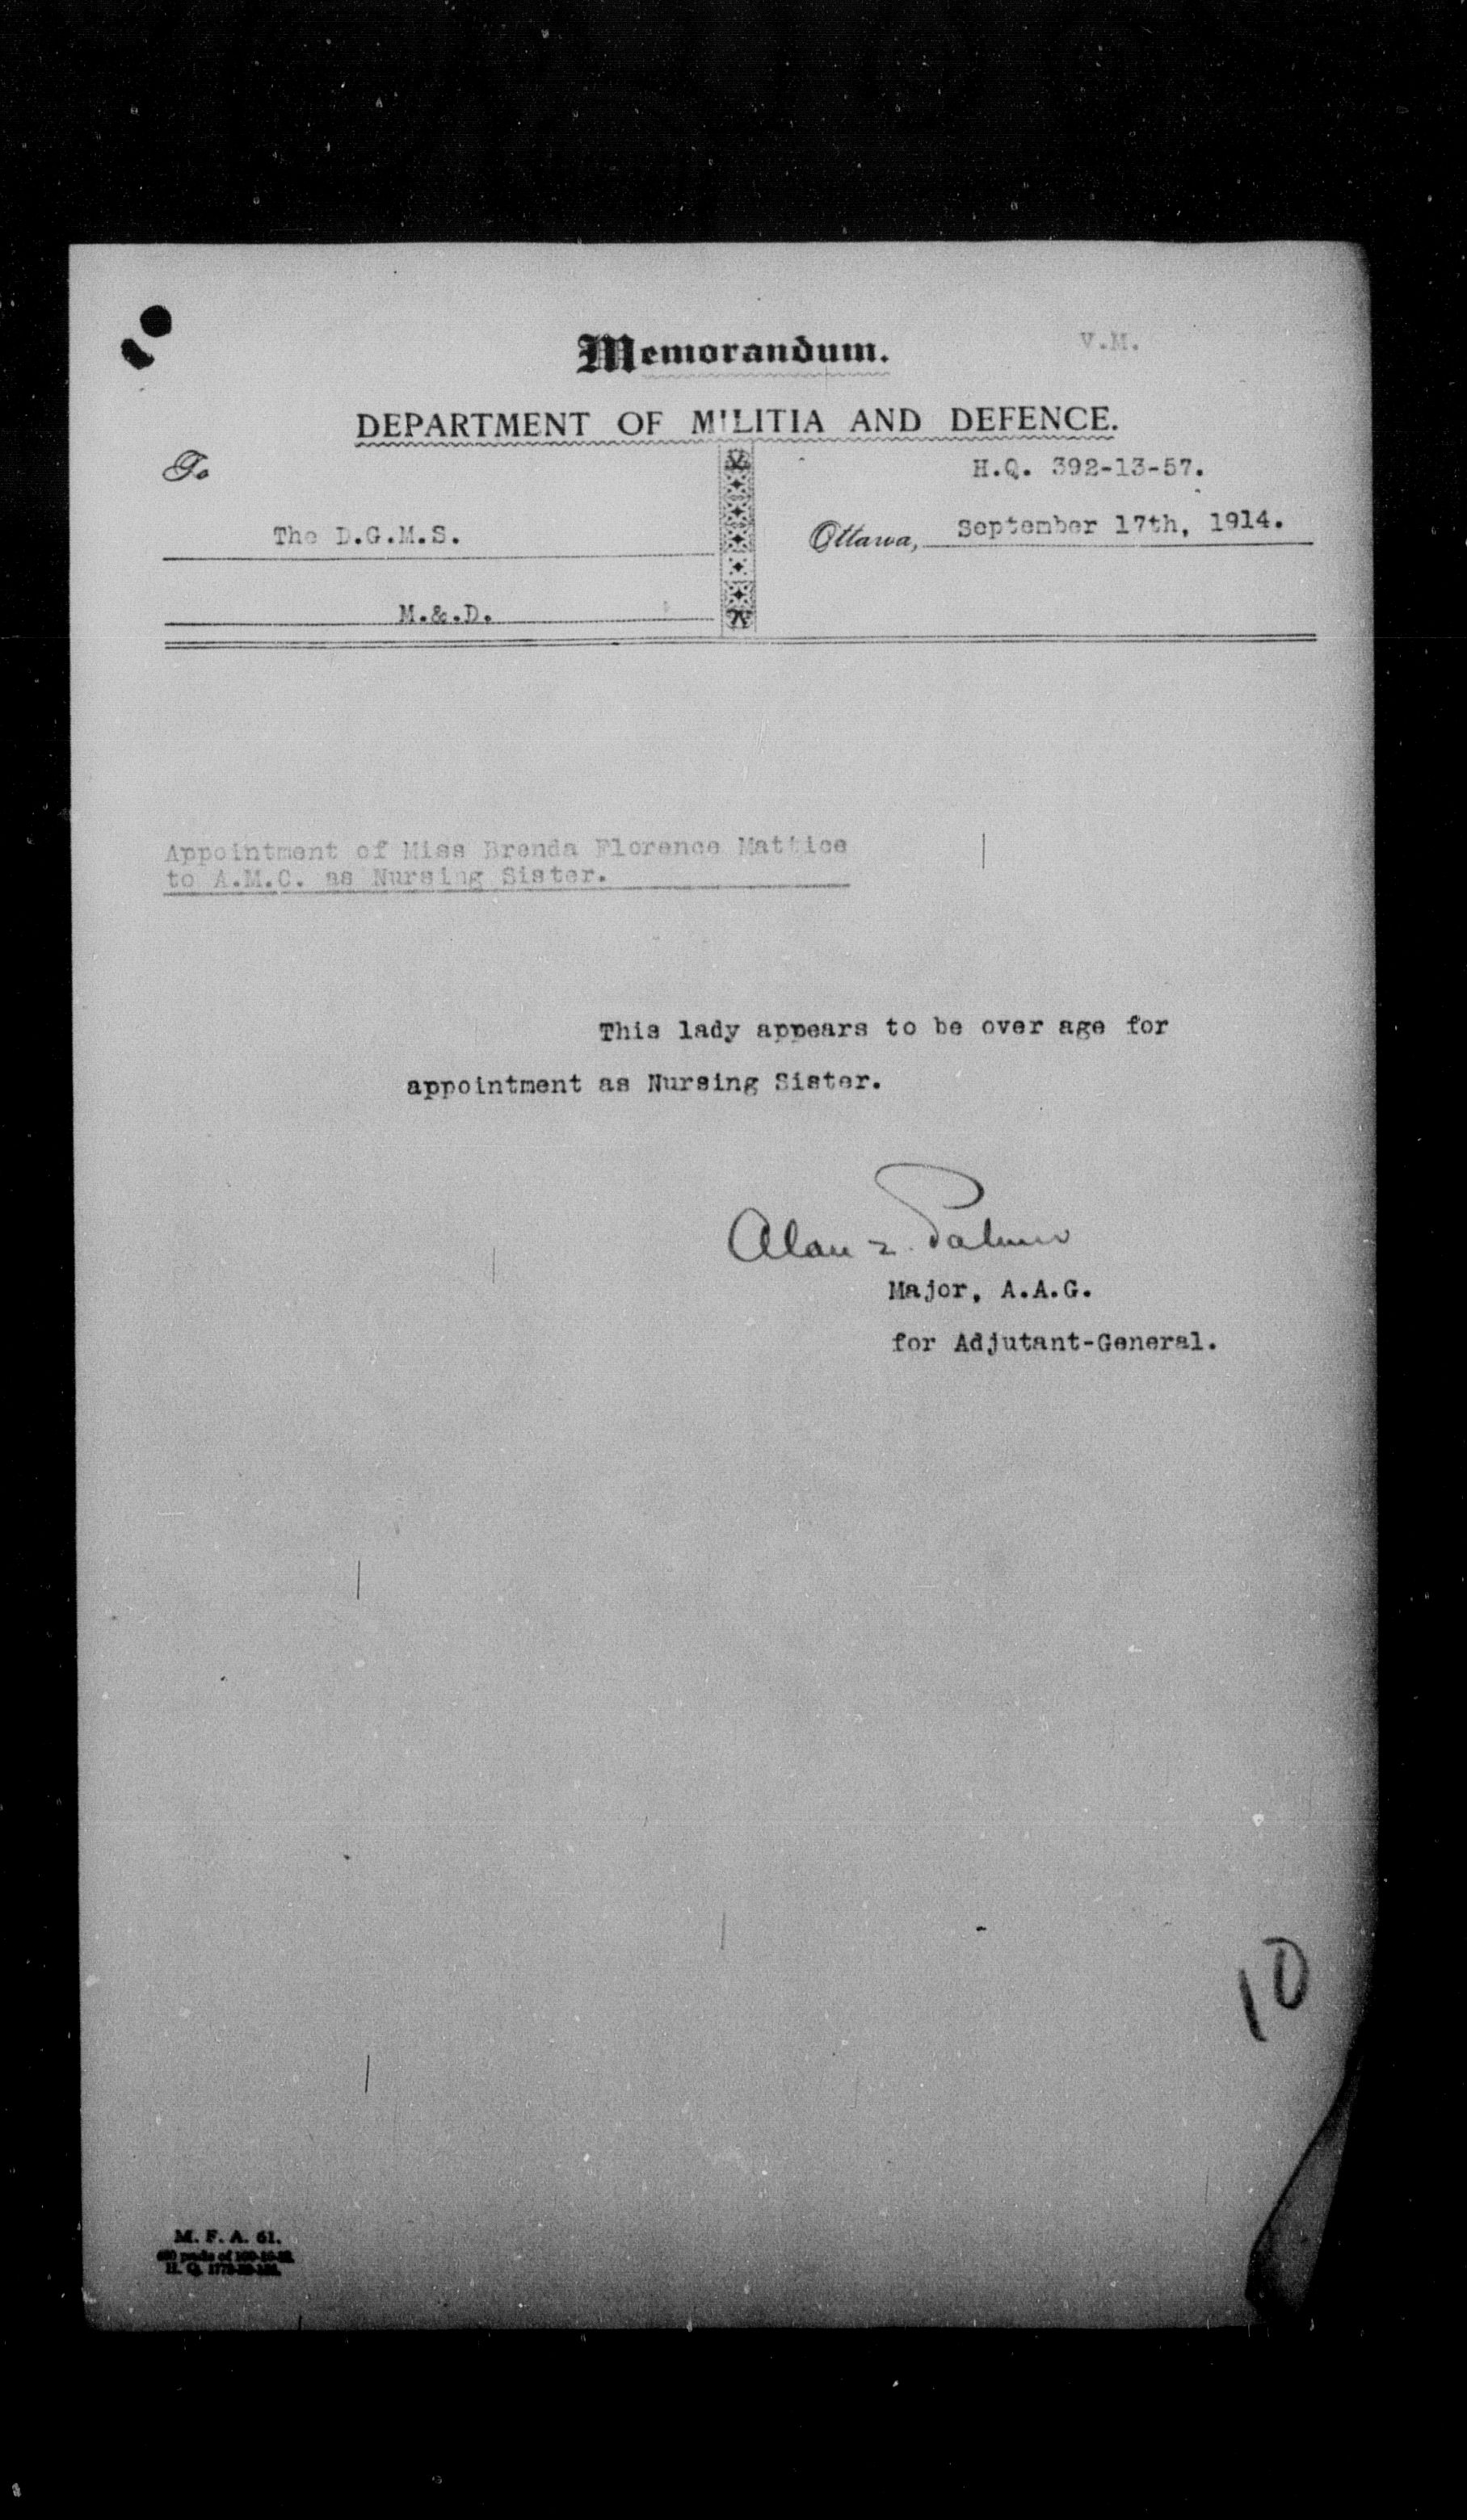 Memorandum.
V.M.
DEPARTMENT OF MILITIA AND DEFENCE.
To
H.Q. 392-13-57.
The D.G.M.S.
Ottawa, September 17th, 1914.
M.&.D.
Appointment of Miss Brenda Florence Mattice
to A.M.C. as Nursing Sister.
This lady appears to be over age for
appointment as Nursing Sister.
Alan Palmer
Major, A.A.G.
for Adjutant-General.
10
M. F. A. 61.
pads of
H. Q.